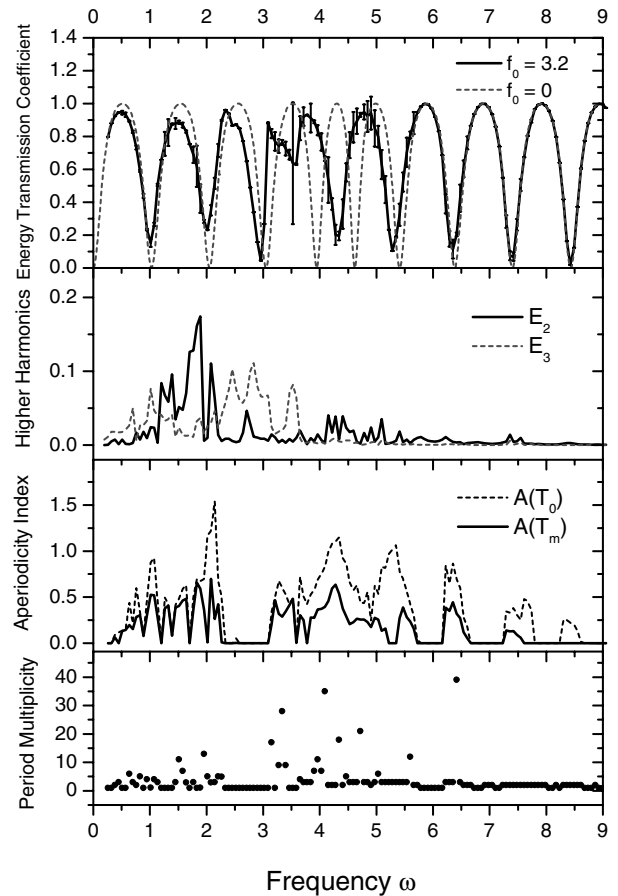 0 1 2 3 4 5 6 7 8 9
Energy Transmission Coefficient
1.4
1.2
1.0
0.8
0.6
0.4
0.2
0.0
f0 = 3.2
f0 = 0
Higher Harmonics
0.2
0.1
0.0
E2
E3
Aperiodicity Index
1.5
1.0
0.5
0.0
A(T0)
A(Tm)
Period Multiplicity
40
30
20
10
0
0 1 2 3 4 5 6 7 8 9
Frequency ω